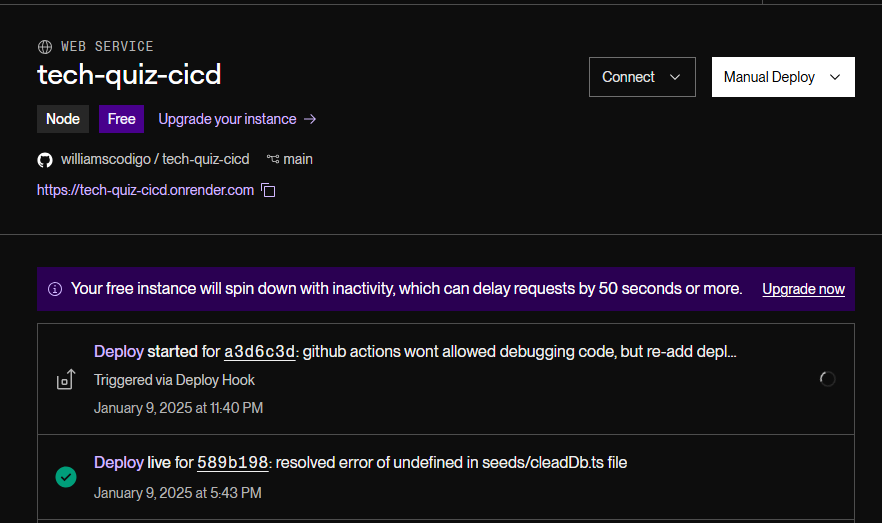 WEB SERVICE
tech-quiz-cicd
Connect
Manual Deploy
Node
Free
Upgrade your instance →
williamscodigo / tech-quiz-cicd
main
https://tech-quiz-cicd.onrender.com
Your free instance will spin down with inactivity, which can delay requests by 50 seconds or more.
Upgrade now
Deploy started for a3d6c3d: github actions wont allowed debugging code, but re-add depl...
Triggered via Deploy Hook
January 9, 2025 at 11:40 PM
Deploy live for 589b198: resolved error of undefined in seeds/cleadDb.ts file
January 9, 2025 at 5:43 PM